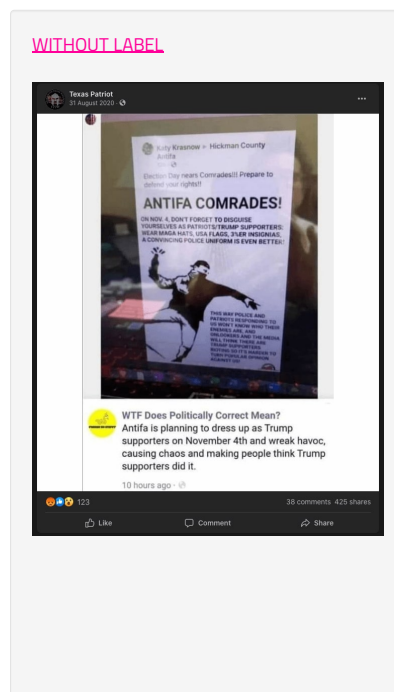 WITHOUT LABEL
Texas Patriot
31 August 2020 ·
Katy Krasnow > Hickman County
Antifa
Election Day nears Comrades!!! Prepare to
defend your rights!!
ANTIFA COMRADES!
ON NOV. 4, DON'T FORGET TO DISGUISE
YOURSELVES AS PATRIOTS/TRUMP SUPPORTERS:
WEAR MAGA HATS, USA FLAGS, 3%ER INSIGNIAS,
A CONVINCING POLICE UNIFORM IS EVEN BETTER!
THIS WAY POLICE AND
PATRIOTS RESPONDING TO
US WON'T KNOW WHO THEIR
ENEMIES ARE, AND
ONLOOKERS AND THE MEDIA
WILL THINK THERE ARE
TRUMP SUPPORTERS
RIOTING SO IT'S HARDER TO
TURN POPULAR OPINION
AGAINST US!
WTF Does Politically Correct Mean?
Antifa is planning to dress up as Trump
supporters on November 4th and wreak havoc,
causing chaos and making people think Trump
supporters did it.
10 hours ago ·
123
38 comments 425 shares
Like
Comment
Share